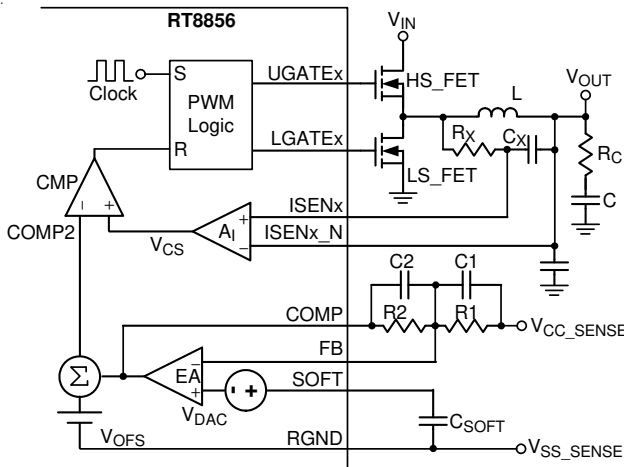 RT8856
V_IN
S
Clock
PWM
Logic
R
UGATEx
HS_FET
L
V_OUT
LGATEx
R_X
C_X
R_C
LS_FET
C
CMP
COMP2
V_CS
A_I
ISENx
ISENx_N
C2
C1
COMP
R2
R1
V_CC_SENSE
FB
EA
SOFT
V_DAC
C_SOFT
V_OFS
RGND
V_SS_SENSE
Σ